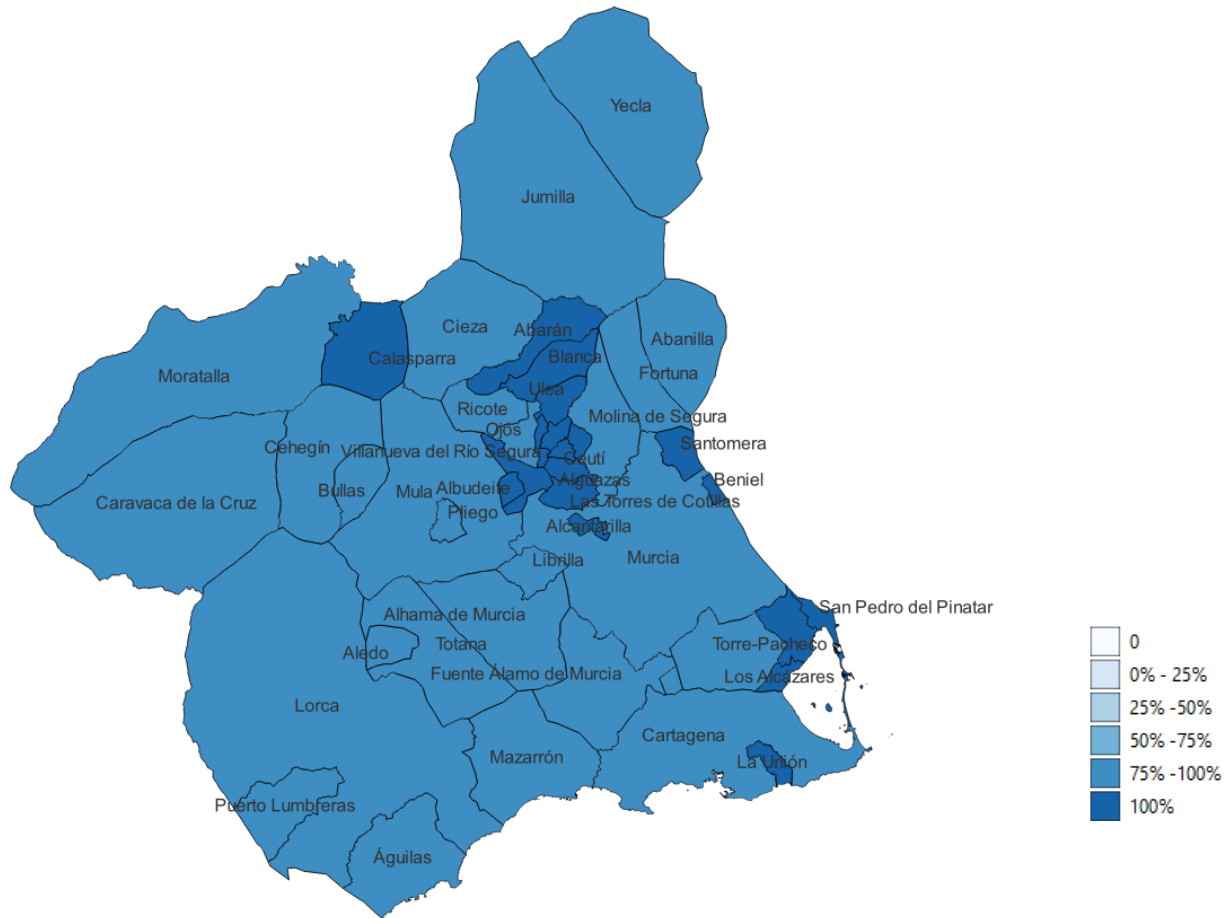 Yecla
Jumilla
Cieza
Abarán
Abanilla
Calasparra
Blanca
Moratalla
Fortuna
Ulea
Ricote
Molina de Segura
Ojós
Cehegín
Villanueva del Río Segura
Ceutí
Santomera
Bullas
Mula
Albudeite
Alguazas
Beniel
Caravaca de la Cruz
Las Torres de Cotillas
Pliego
Alcantarilla
Librilla
Murcia
Alhama de Murcia
San Pedro del Pinatar
Aledo
Totana
Torre-Pacheco
Fuente Álamo de Murcia
Los Alcázares
Lorca
Cartagena
Mazarrón
La Unión
Puerto Lumbreras
Águilas
0
0% - 25%
25% -50%
50% -75%
75% -100%
100%